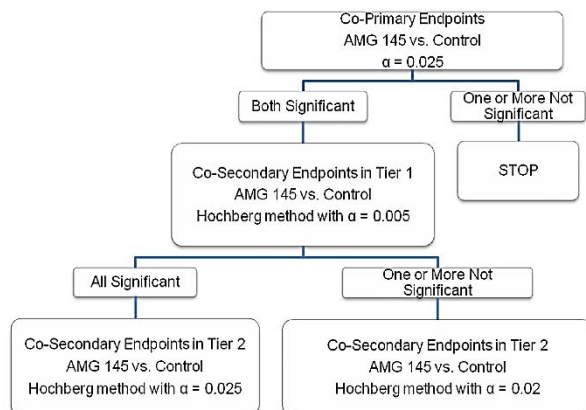 Co-Primary Endpoints
AMG 145 vs. Control
α = 0.025
Both Significant
One or More Not
Significant
Co-Secondary Endpoints in Tier 1
AMG 145 vs. Control
Hochberg method with α = 0.005
STOP
All Significant
One or More Not
Significant
Co-Secondary Endpoints in Tier 2
AMG 145 vs. Control
Hochberg method with α = 0.025
Co-Secondary Endpoints in Tier 2
AMG 145 vs. Control
Hochberg method with α = 0.02